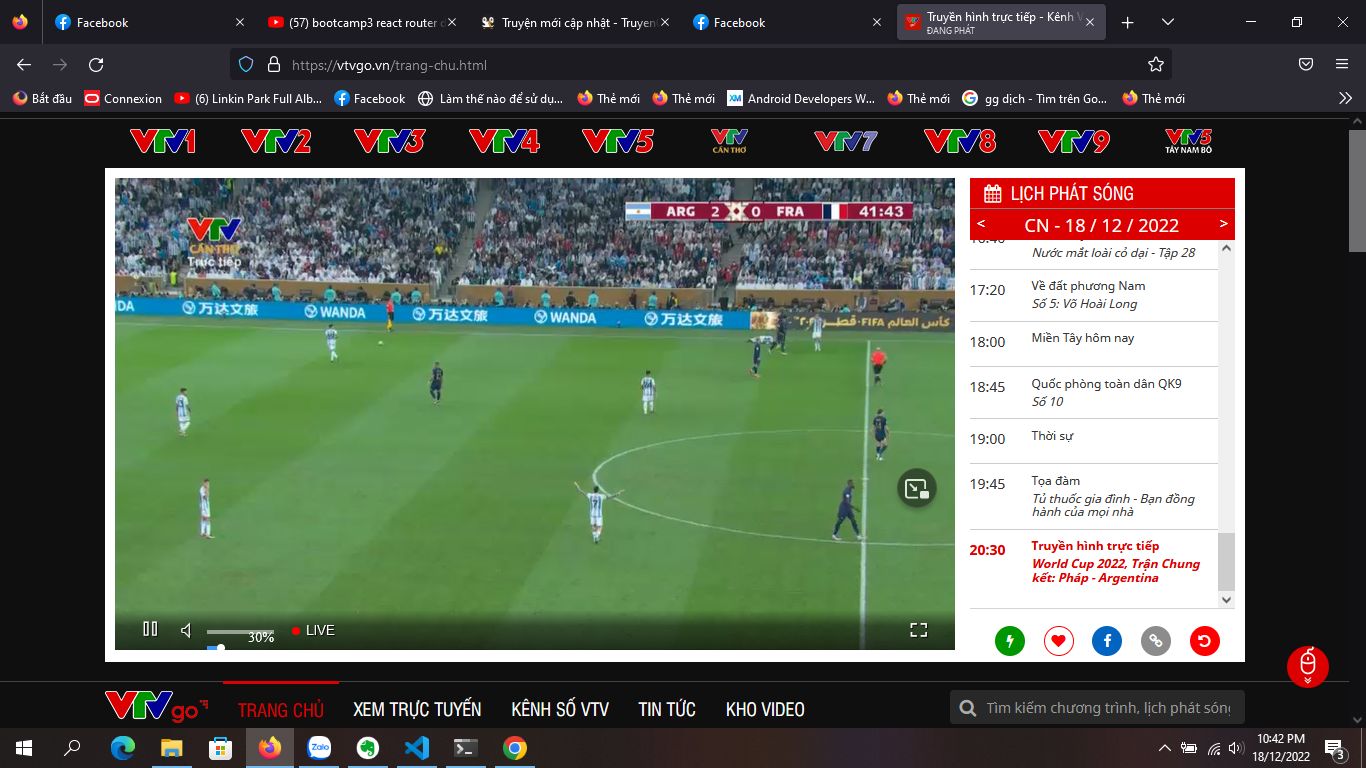 Facebook
(57) bootcamp3 react router d
Truyện mới cập nhật - Truyen
Facebook
Truyền hình trực tiếp - Kênh V
ĐANG PHÁT
https://vtvgo.vn/trang-chu.html
Bắt đầu
Connexion
(6) Linkin Park Full Alb...
Facebook
Làm thế nào để sử dụ...
Thẻ mới
Thẻ mới
Android Developers W...
Thẻ mới
gg dịch - Tìm trên Go...
Thẻ mới
VTV1
VTV2
VTV3
VTV4
VTV5
VTV CẦN THƠ
VTV7
VTV8
VTV9
VTV5 TÂY NAM BỘ
VTV
CẦN THƠ
Trực tiếp
ARG 2 0 FRA 41:43
万达文旅
WANDA
万达文旅
WANDA
万达文旅
كأس العالم FIFA قطر ٢٠٢٢
30%
LIVE
LỊCH PHÁT SÓNG
< CN - 18 / 12 / 2022 >
16:40
Nước mắt loài cỏ dại - Tập 28
17:20 Về đất phương Nam
Số 5: Võ Hoài Long
18:00 Miền Tây hôm nay
18:45 Quốc phòng toàn dân QK9
Số 10
19:00 Thời sự
19:45 Tọa đàm
Tủ thuốc gia đình - Bạn đồng
hành của mọi nhà
20:30 Truyền hình trực tiếp
World Cup 2022, Trận Chung
kết: Pháp - Argentina
VTV go
TRANG CHỦ
XEM TRỰC TUYẾN
KÊNH SỐ VTV
TIN TỨC
KHO VIDEO
Tìm kiếm chương trình, lịch phát sóng
Zalo
10:42 PM
18/12/2022
3